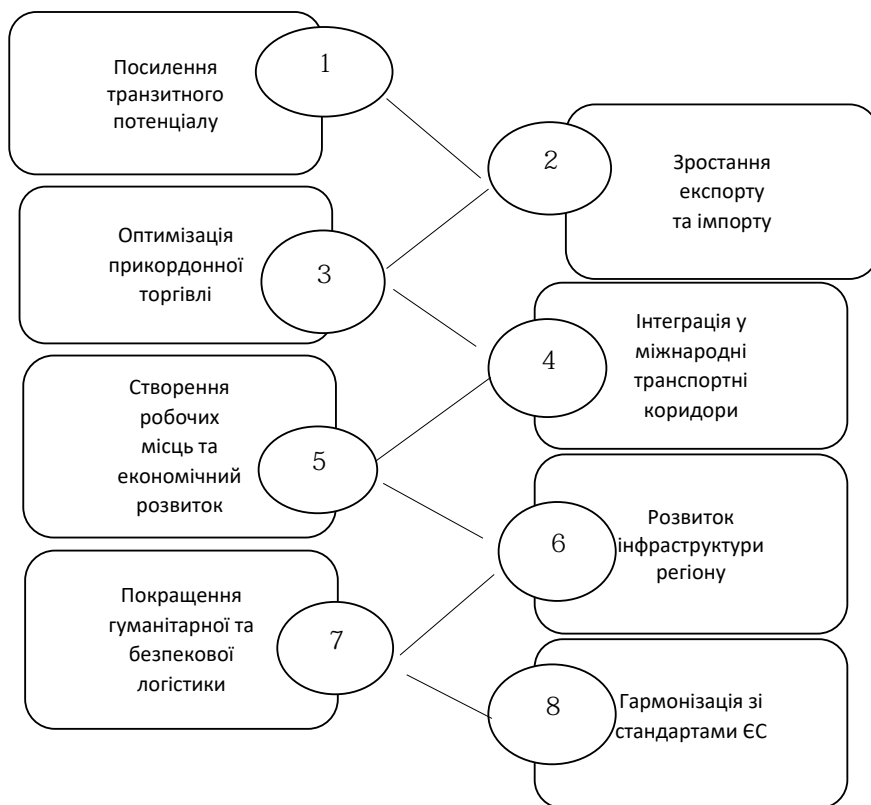 1
Посилення
транзитного
потенціалу
2
Зростання
експорту
та імпорту
3
Оптимізація
прикордонної
торгівлі
4
Інтеграція у
міжнародні
транспортні
коридори
5
Створення
робочих
місць та
економічний
розвиток
6
Розвиток
інфраструктури
регіону
7
Покращення
гуманітарної та
безпекової
логістики
8
Гармонізація зі
стандартами ЄС